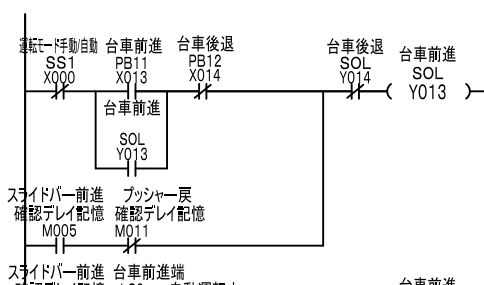 運転モード手動/自動 台車前進 台車後退 台車後退 台車前進
SS1 PB11 PB12 SOL SOL
X000 X013 X014 Y014 Y013
台車前進
SOL
Y013
スライドバー前進 プッシャー戻
確認デレイ記憶 確認デレイ記憶
M005 M011
スライドバー前進 台車前進端 台車前進